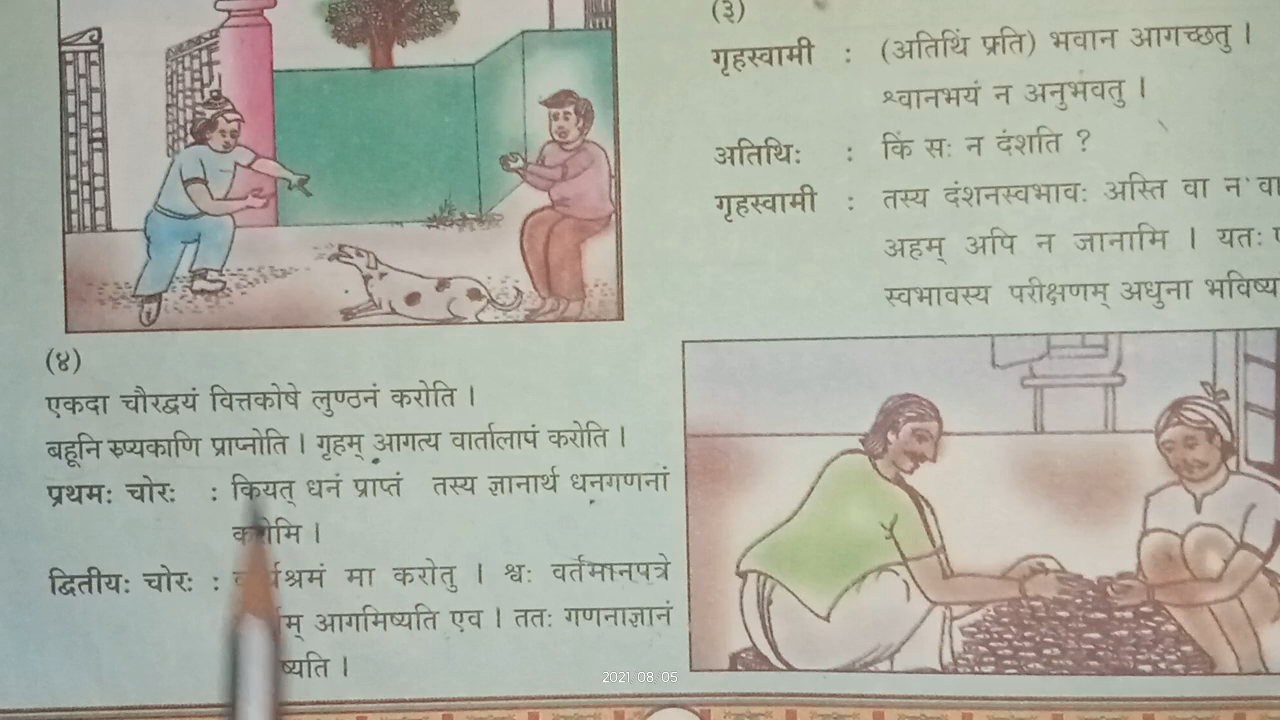 (३)
गृहस्वामी : (अतिथिं प्रति) भवान आगच्छतु ।
श्वानभयं न अनुभवतु ।
अतिथिः : किं सः न दंशति ?
गृहस्वामी : तस्य दंशनस्वभावः अस्ति वा न वा
अहम् अपि न जानामि । यतः
स्वभावस्य परीक्षणम् अधुना
(४)
एकदा चौरद्वयं वित्तकोषे लुण्ठनं करोति ।
बहूनि रुप्यकाणि प्राप्नोति । गृहम् आगत्य वार्तालापं करोति ।
प्रथमः चोरः : कियत् धनं प्राप्तं तस्य ज्ञानार्थ धनगणनां
करोमि ।
द्वितीयः चोरः : मा करोतु । श्वः वर्तमानपत्रे
आगमिष्यति एव । ततः गणनाज्ञानं
2021 08 05